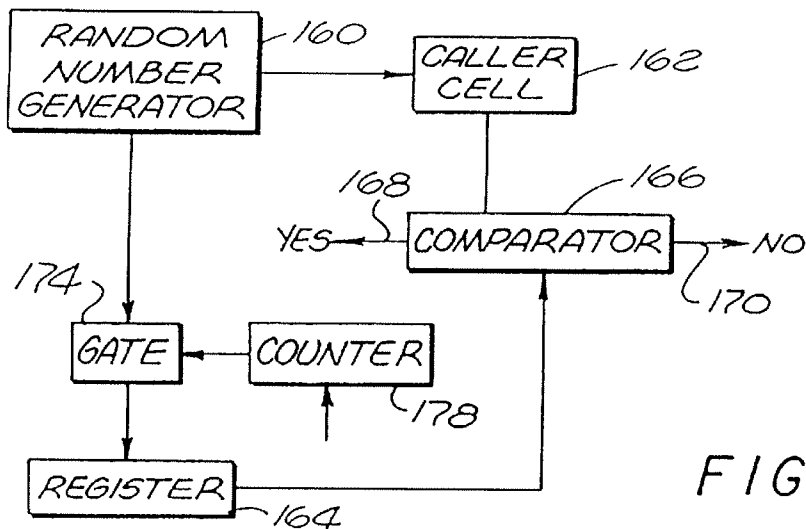 RANDOM
NUMBER
GENERATOR
160
CALLER
CELL
162
168
166
YES
COMPARATOR
NO
170
174
GATE
COUNTER
178
REGISTER
164
FIG